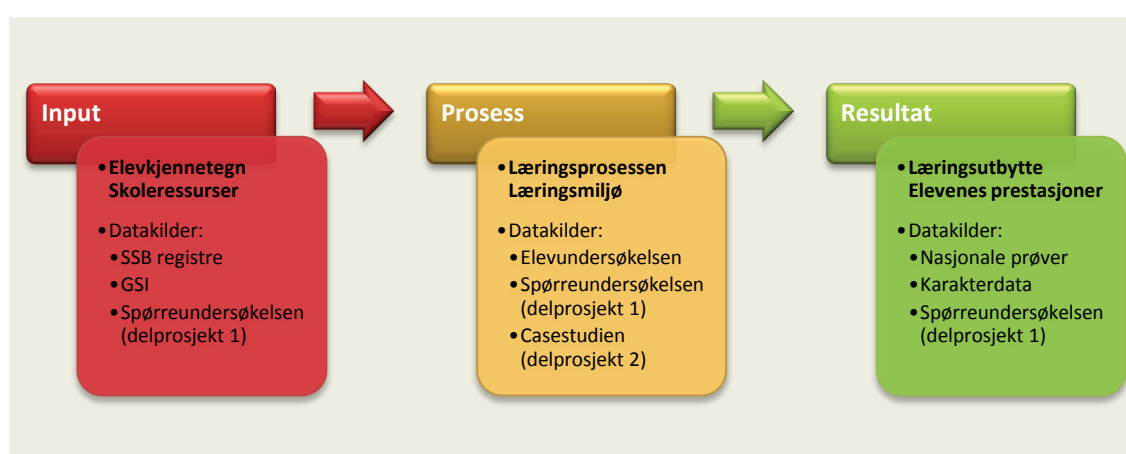 Input
•Elevkjennetegn
Skoleressurser
•Datakilder:
•SSB registre
•GSI
•Spørreundersøkelsen
(delprosjekt 1)
Prosess
•Læringsprosessen
Læringsmiljø
•Datakilder:
•Elevundersøkelsen
•Spørreundersøkelsen
(delprosjekt 1)
•Casestudien
(delprosjekt 2)
Resultat
•Læringsutbytte
Elevenes prestasjoner
•Datakilder:
•Nasjonale prøver
•Karakterdata
•Spørreundersøkelsen
(delprosjekt 1)